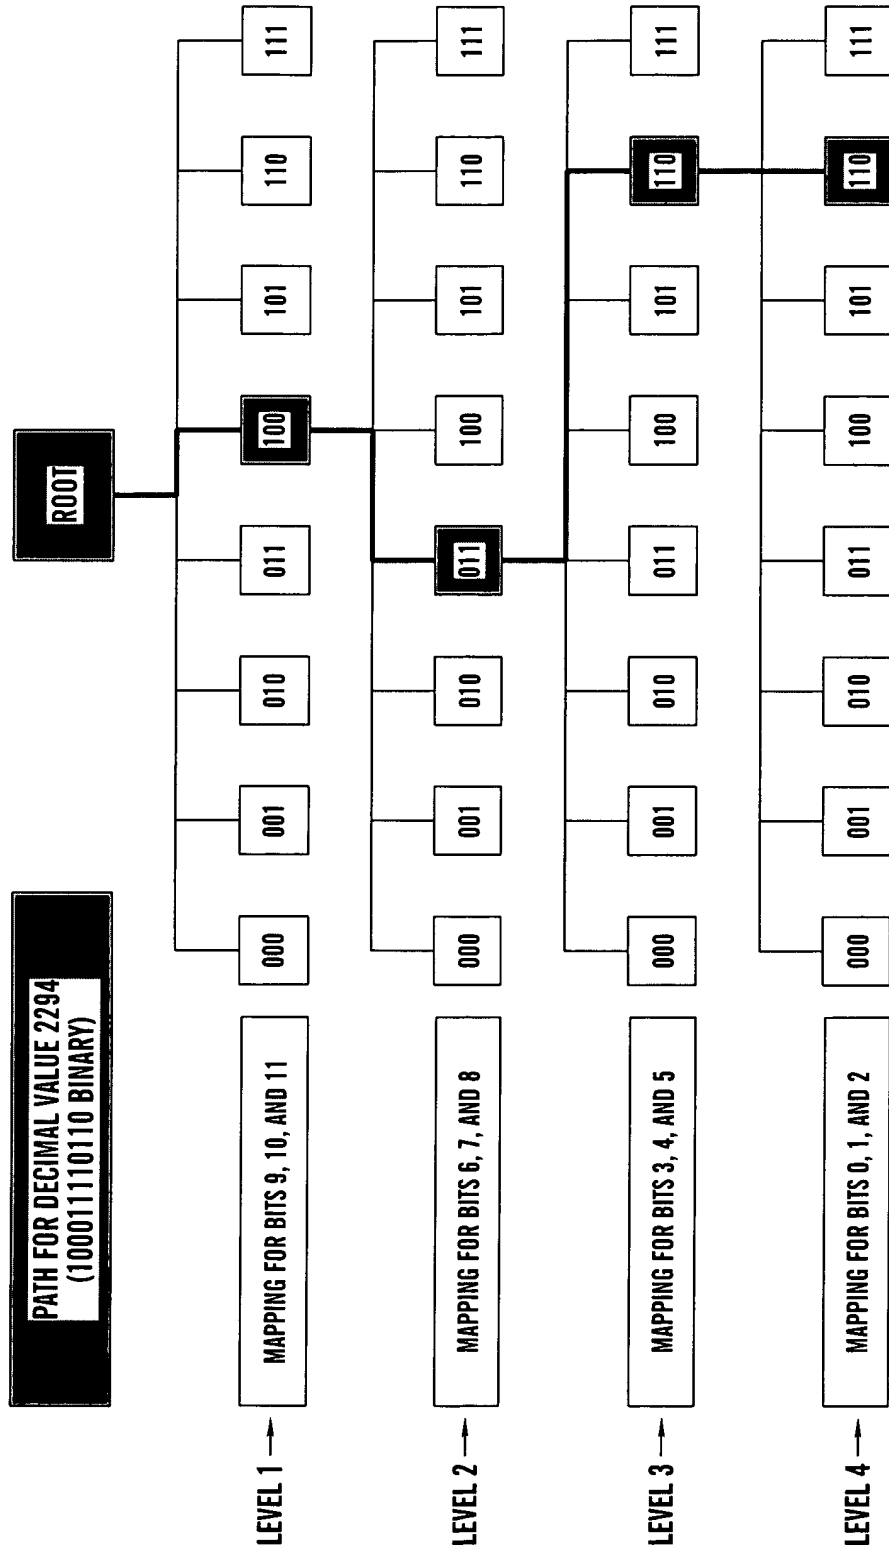 PATH FOR DECIMAL VALUE 2294
(100011110110 BINARY)
ROOT
LEVEL 1
MAPPING FOR BITS 9, 10, AND 11
000
001
010
011
100
101
110
111
LEVEL 2
MAPPING FOR BITS 6, 7, AND 8
000
001
010
011
100
101
110
111
LEVEL 3
MAPPING FOR BITS 3, 4, AND 5
000
001
010
011
100
101
110
111
LEVEL 4
MAPPING FOR BITS 0, 1, AND 2
000
001
010
011
100
101
110
111